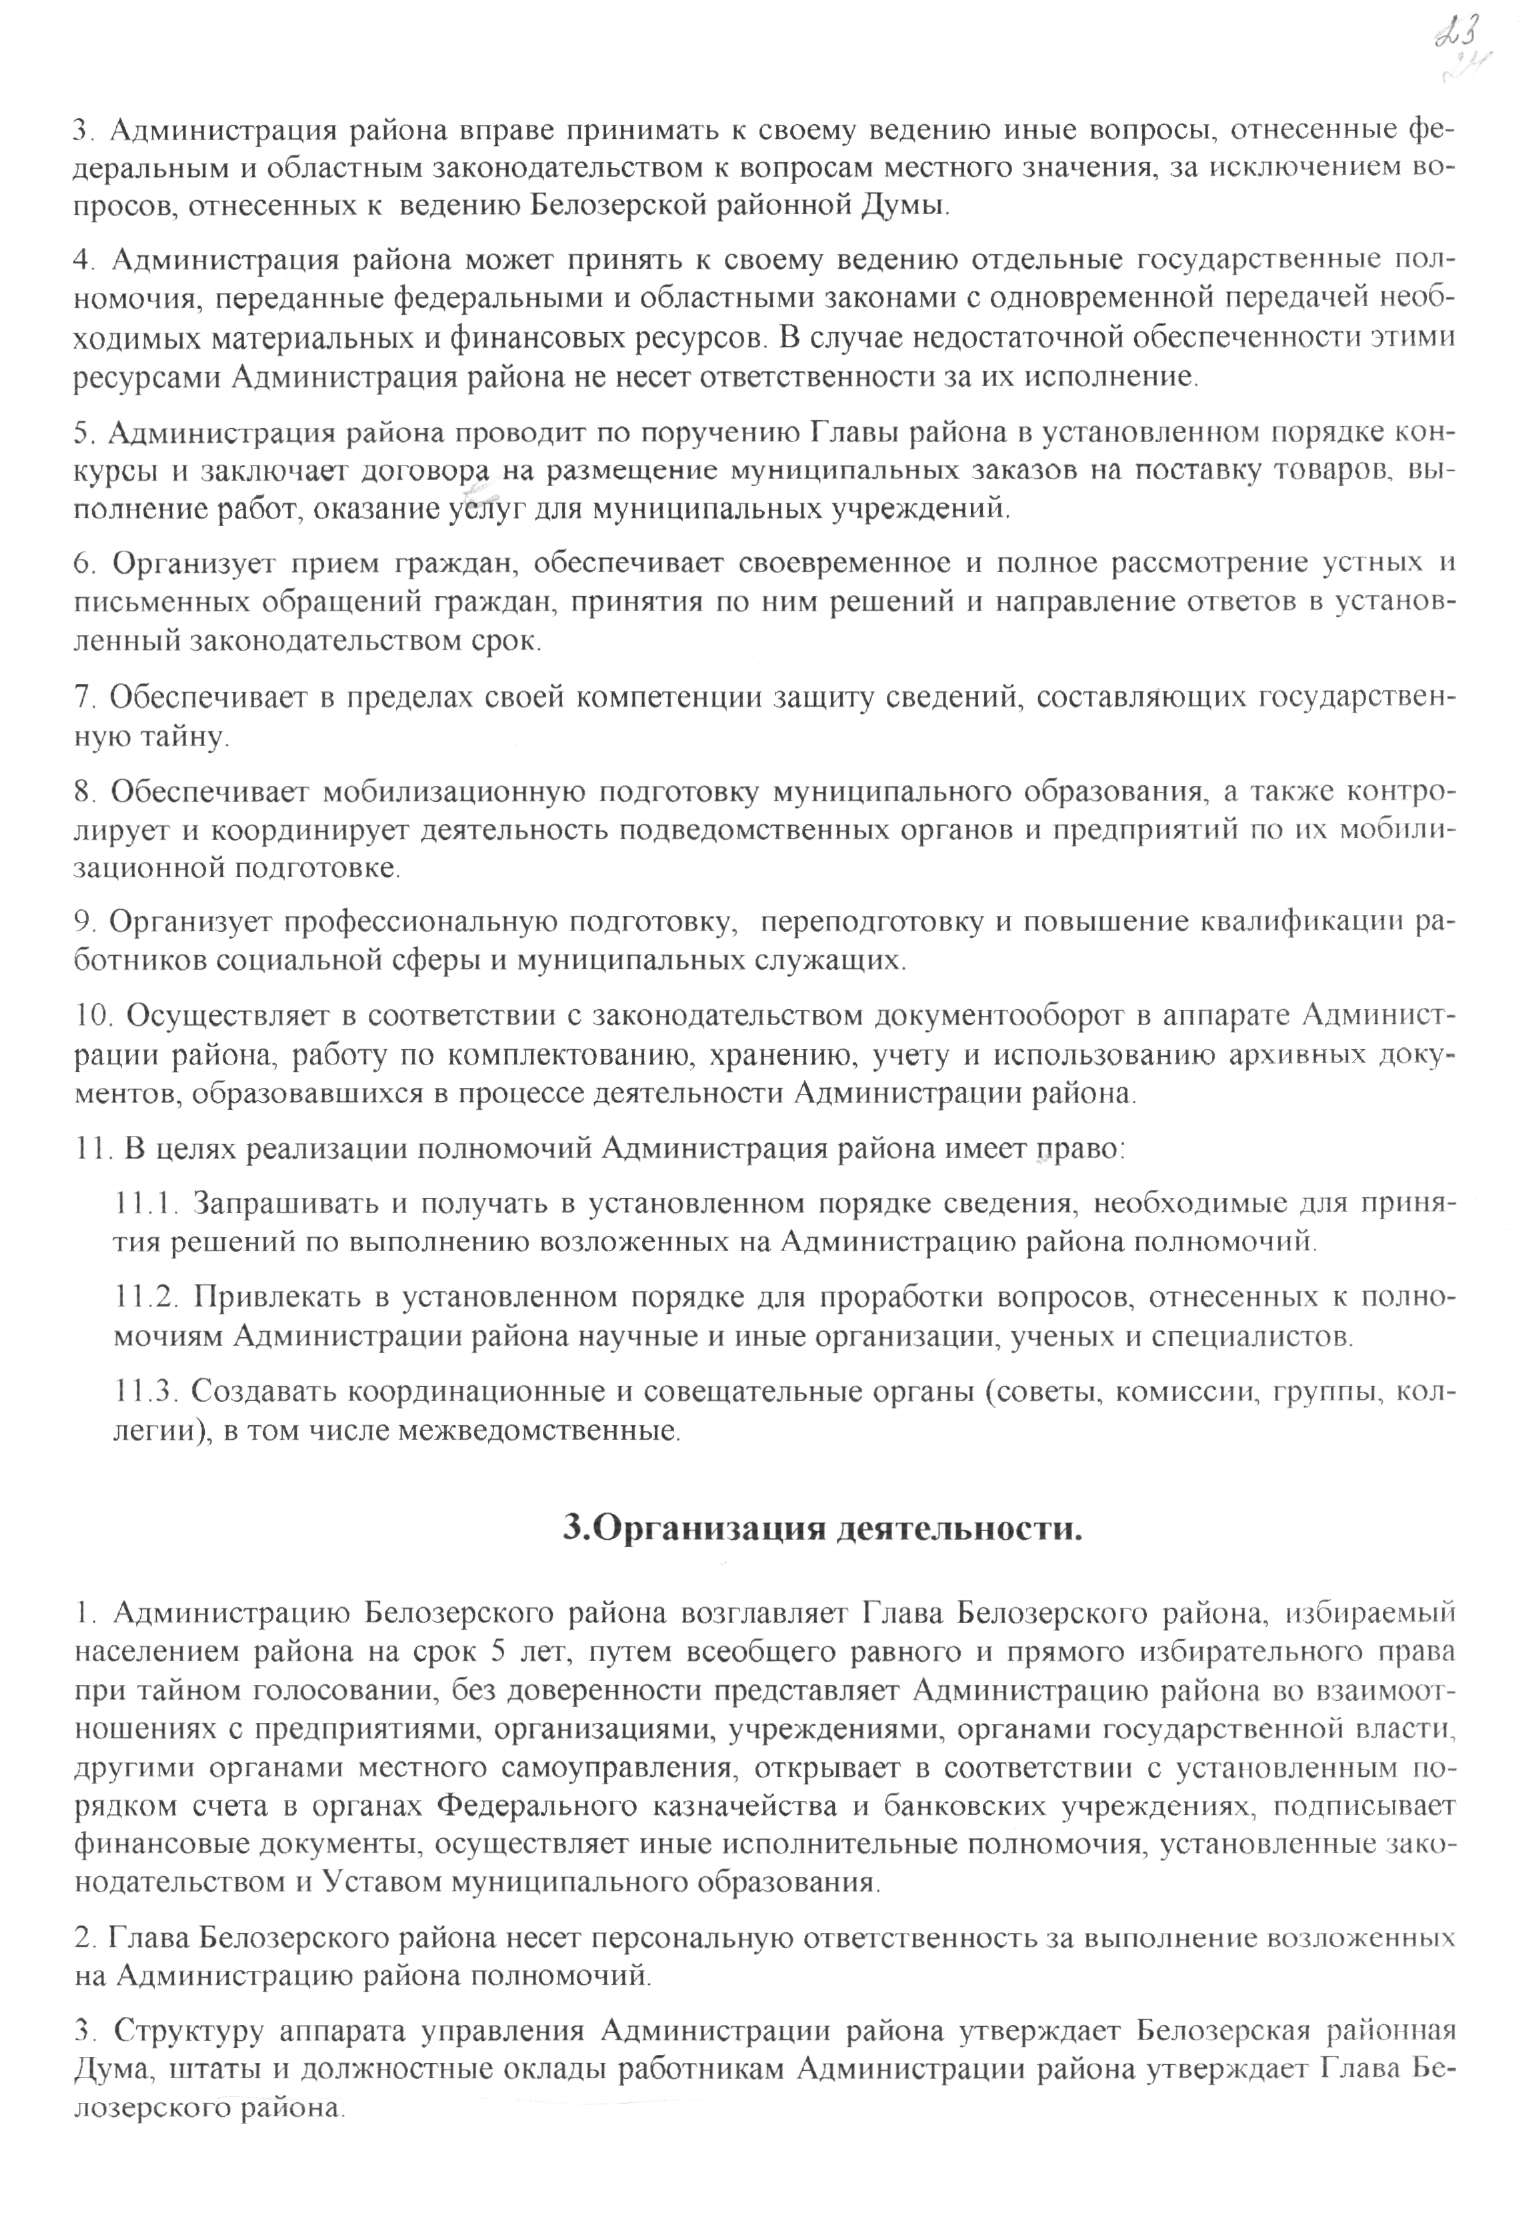 23
24
3. Администрация района вправе принимать к своему ведению иные вопросы, отнесенные фе-
деральным и областным законодательством к вопросам местного значения, за исключением во-
просов, отнесенных к ведению Белозерской районной Думы.
4. Администрация района может принять к своему ведению отдельные государственные пол-
номочия, переданные федеральными и областными законами с одновременной передачей необ-
ходимых материальных и финансовых ресурсов. В случае недостаточной обеспеченности этими
ресурсами Администрация района не несет ответственности за их исполнение.
5. Администрация района проводит по поручению Главы района в установленном порядке кон-
курсы и заключает договора на размещение муниципальных заказов на поставку товаров, вы-
полнение работ, оказание услуг для муниципальных учреждений.
6. Организует прием граждан, обеспечивает своевременное и полное рассмотрение устных и
письменных обращений граждан, принятия по ним решений и направление ответов в установ-
ленный законодательством срок.
7. Обеспечивает в пределах своей компетенции защиту сведений, составляющих государствен-
ную тайну.
8. Обеспечивает мобилизационную подготовку муниципального образования, а также контро-
лирует и координирует деятельность подведомственных органов и предприятий по их мобили-
зационной подготовке.
9. Организует профессиональную подготовку, переподготовку и повышение квалификации ра-
ботников социальной сферы и муниципальных служащих.
10. Осуществляет в соответствии с законодательством документооборот в аппарате Админист-
рации района, работу по комплектованию, хранению, учету и использованию архивных доку-
ментов, образовавшихся в процессе деятельности Администрации района.
11. В целях реализации полномочий Администрация района имеет право:
11.1. Запрашивать и получать в установленном порядке сведения, необходимые для приня-
тия решений по выполнению возложенных на Администрацию района полномочий.
11.2. Привлекать в установленном порядке для проработки вопросов, отнесенных к полно-
мочиям Администрации района научные и иные организации, ученых и специалистов.
11.3. Создавать координационные и совещательные органы (советы, комиссии, группы, кол-
легии), в том числе межведомственные.
3.Организация деятельности.
1. Администрацию Белозерского района возглавляет Глава Белозерского района, избираемый
населением района на срок 5 лет, путем всеобщего равного и прямого избирательного права
при тайном голосовании, без доверенности представляет Администрацию района во взаимоот-
ношениях с предприятиями, организациями, учреждениями, органами государственной власти,
другими органами местного самоуправления, открывает в соответствии с установленным по-
рядком счета в органах Федерального казначейства и банковских учреждениях, подписывает
финансовые документы, осуществляет иные исполнительные полномочия, установленные зако-
нодательством и Уставом муниципального образования.
2. Глава Белозерского района несет персональную ответственность за выполнение возложенных
на Администрацию района полномочий.
3. Структуру аппарата управления Администрации района утверждает Белозерская районная
Дума, штаты и должностные оклады работникам Администрации района утверждает Глава Бе-
лозерского района.